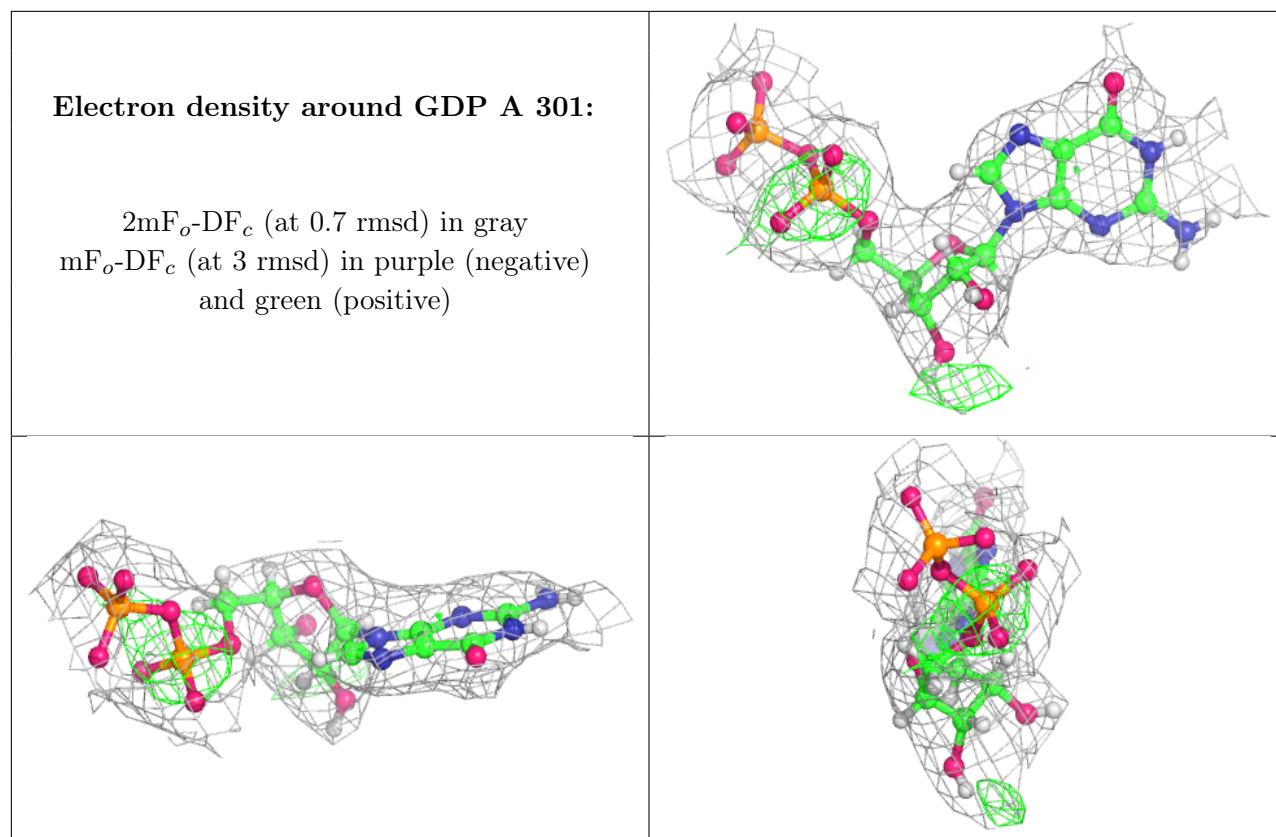 Electron density around GDP A 301:
2mFo-DFc (at 0.7 rmsd) in gray
mFo-DFc (at 3 rmsd) in purple (negative)
and green (positive)